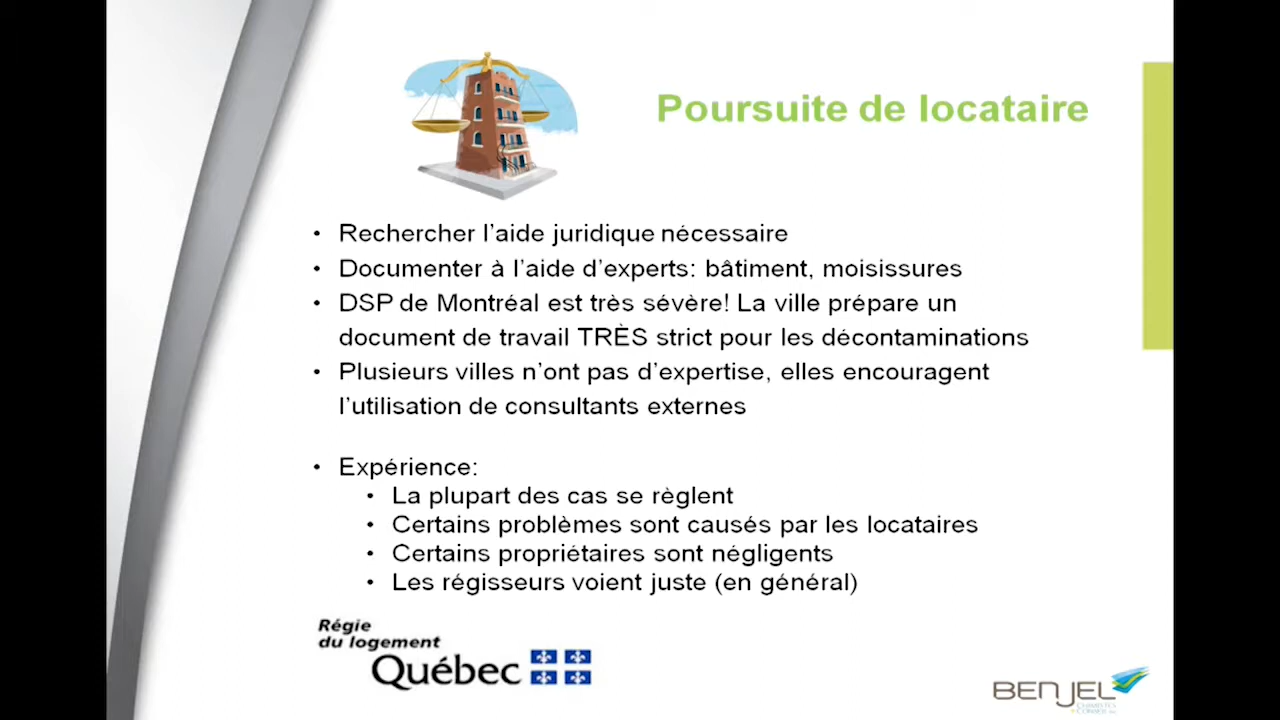 Poursuite de locataire
• Rechercher l’aide juridique nécessaire
• Documenter à l’aide d’experts: bâtiment, moisissures
• DSP de Montréal est très sévère! La ville prépare un
document de travail TRÈS strict pour les décontaminations
• Plusieurs villes n’ont pas d’expertise, elles encouragent
l’utilisation de consultants externes
• Expérience:
• La plupart des cas se règlent
• Certains problèmes sont causés par les locataires
• Certains propriétaires sont négligents
• Les régisseurs voient juste (en général)
Régie
du logement
Québec
BENJEL